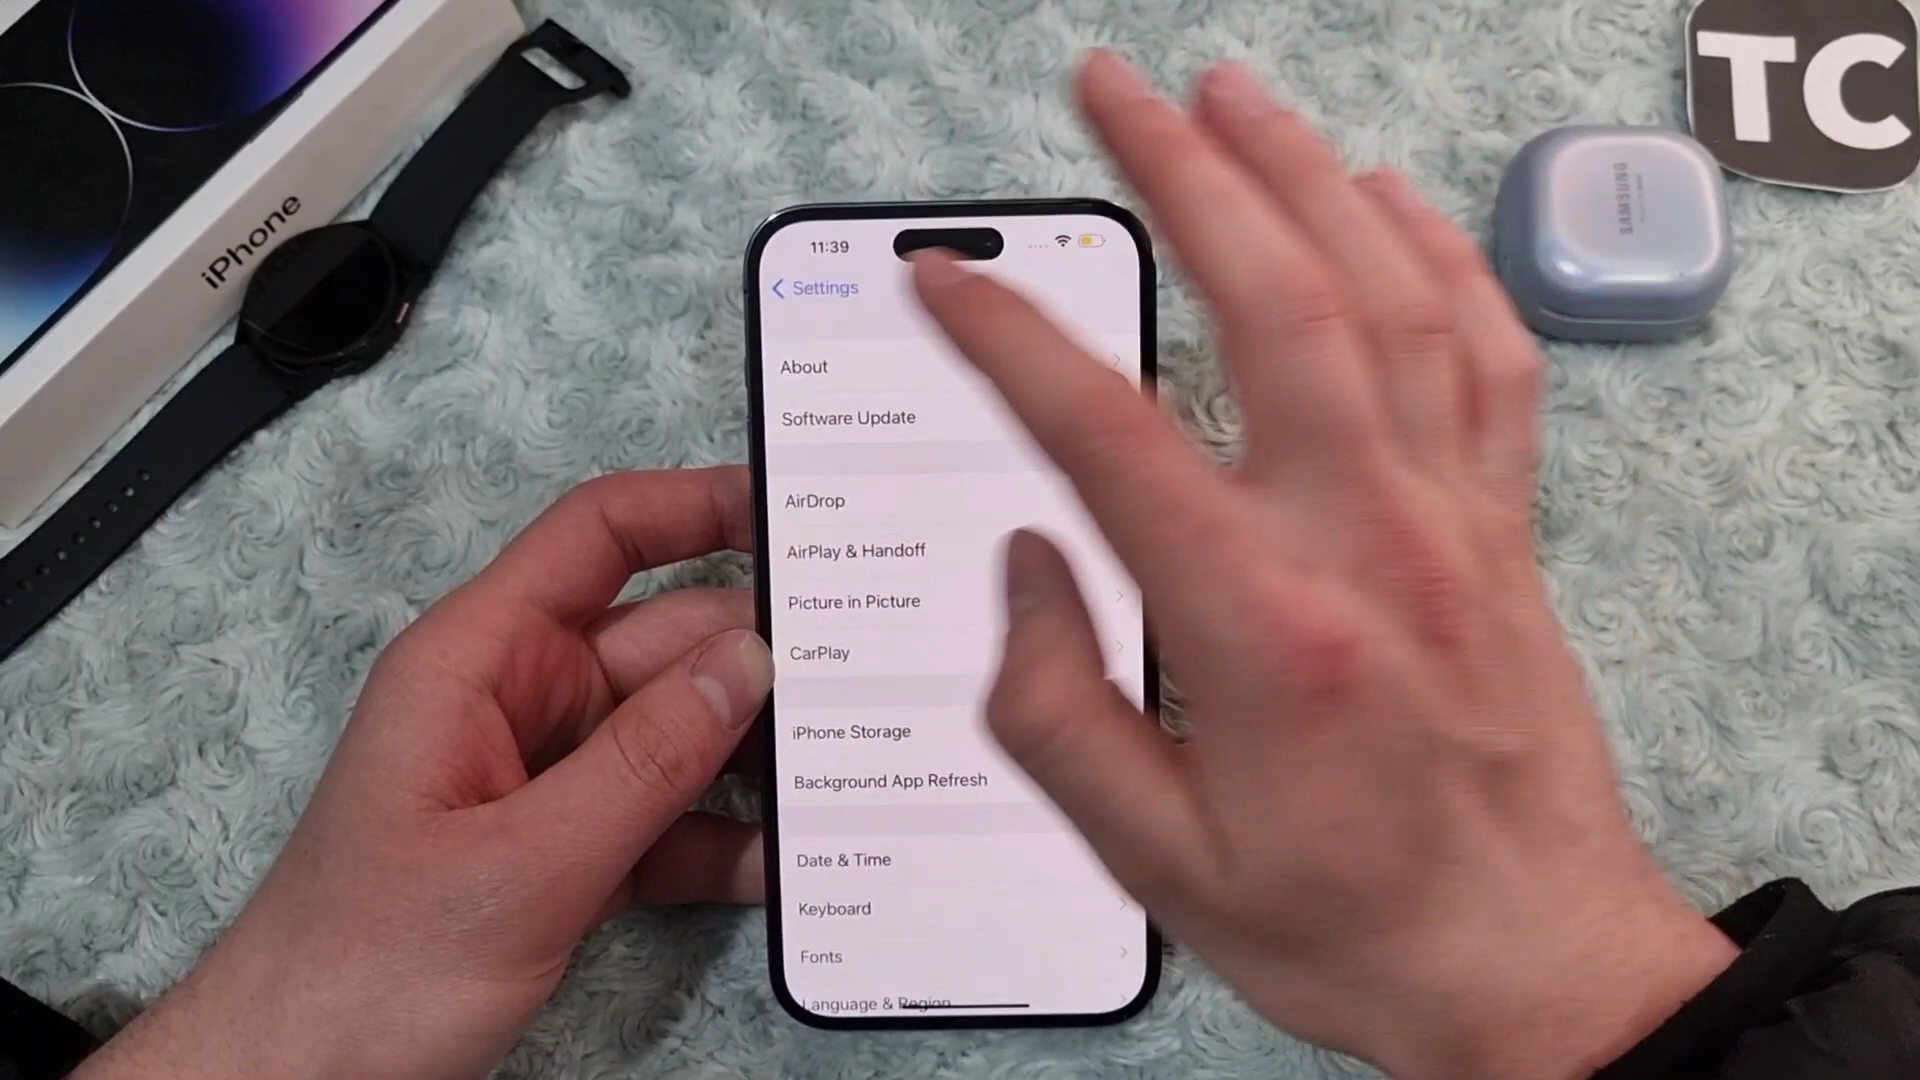 TC
SAMSUNG
iPhone
11:39
Settings
About
Software Update
AirDrop
AirPlay & Handoff
Picture in Picture
CarPlay
iPhone Storage
Background App Refresh
Date & Time
Keyboard
Fonts
Language & Region